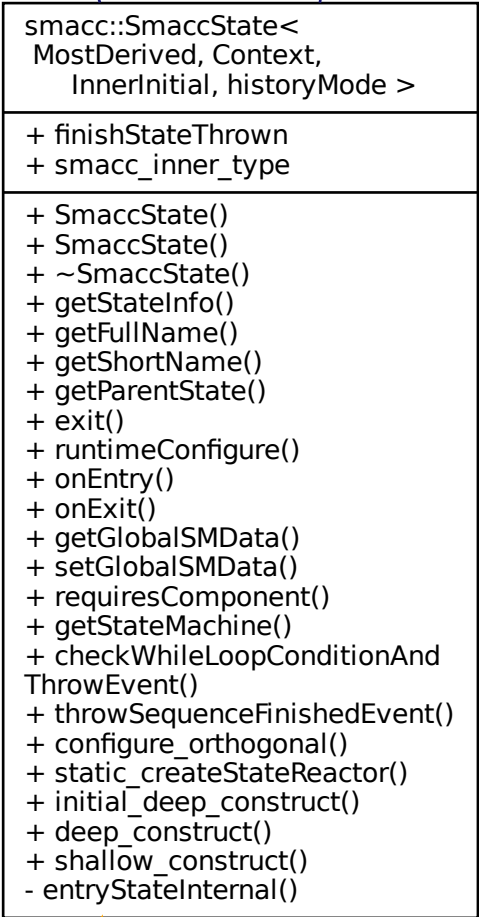 smacc::SmaccState<
MostDerived, Context,
InnerInitial, historyMode >
+ finishStateThrown
+ smacc_inner_type
+ SmaccState()
+ SmaccState()
+ ~SmaccState()
+ getStateInfo()
+ getFullName()
+ getShortName()
+ getParentState()
+ exit()
+ runtimeConfigure()
+ onEntry()
+ onExit()
+ getGlobalSMData()
+ setGlobalSMData()
+ requiresComponent()
+ getStateMachine()
+ checkWhileLoopConditionAnd
ThrowEvent()
+ throwSequenceFinishedEvent()
+ configure_orthogonal()
+ static_createStateReactor()
+ initial_deep_construct()
+ deep_construct()
+ shallow_construct()
- entryStateInternal()